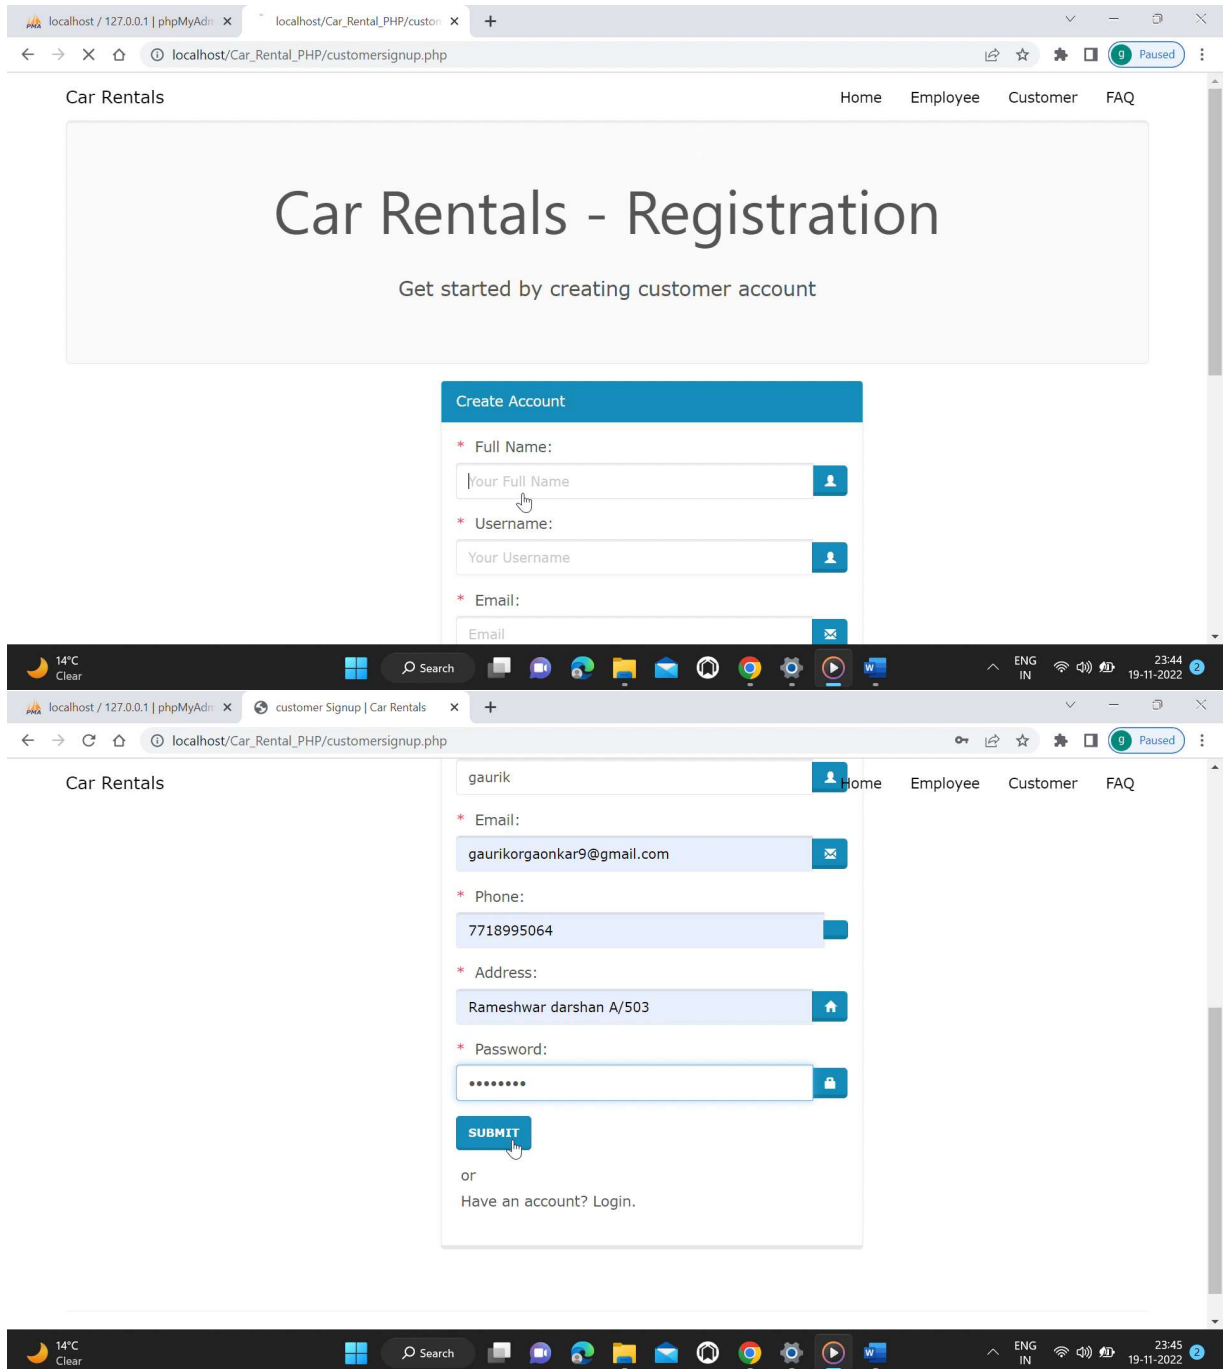 localhost / 127.0.0.1 | phpMyAdm
localhost/Car_Rental_PHP/custon
localhost/Car_Rental_PHP/customersignup.php
g Paused
Car Rentals Home Employee Customer FAQ
Car Rentals - Registration
Get started by creating customer account
Create Account
* Full Name:
Your Full Name
* Username:
Your Username
* Email:
Email
14°C
Clear
Search
ENG
IN
23:44
19-11-2022
2
localhost / 127.0.0.1 | phpMyAdm
customer Signup | Car Rentals
localhost/Car_Rental_PHP/customersignup.php
g Paused
Car Rentals Home Employee Customer FAQ
gaurik
* Email:
gaurikorgaonkar9@gmail.com
* Phone:
7718995064
* Address:
Rameshwar darshan A/503
* Password:
••••••••
SUBMIT
or
Have an account? Login.
14°C
Clear
Search
ENG
IN
23:45
19-11-2022
2